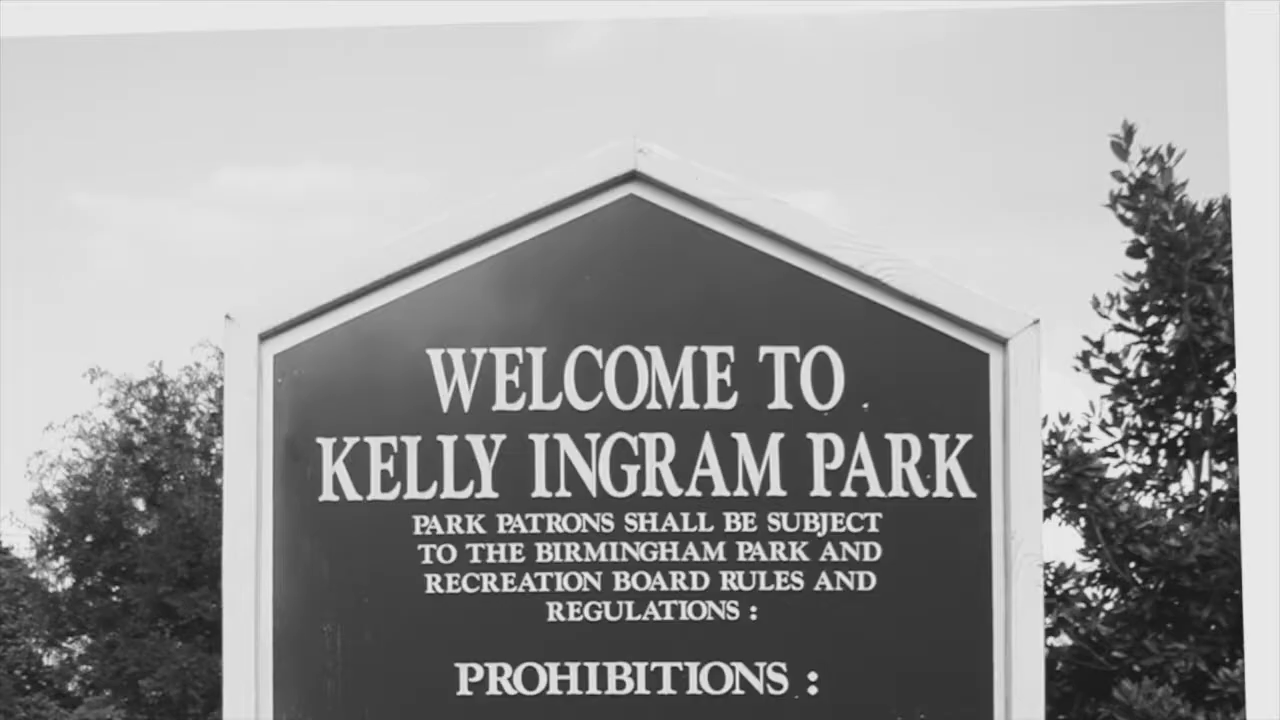 WELCOME TO
KELLY INGRAM PARK
PARK PATRONS SHALL BE SUBJECT
TO THE BIRMINGHAM PARK AND
RECREATION BOARD RULES AND
REGULATIONS :
PROHIBITIONS :